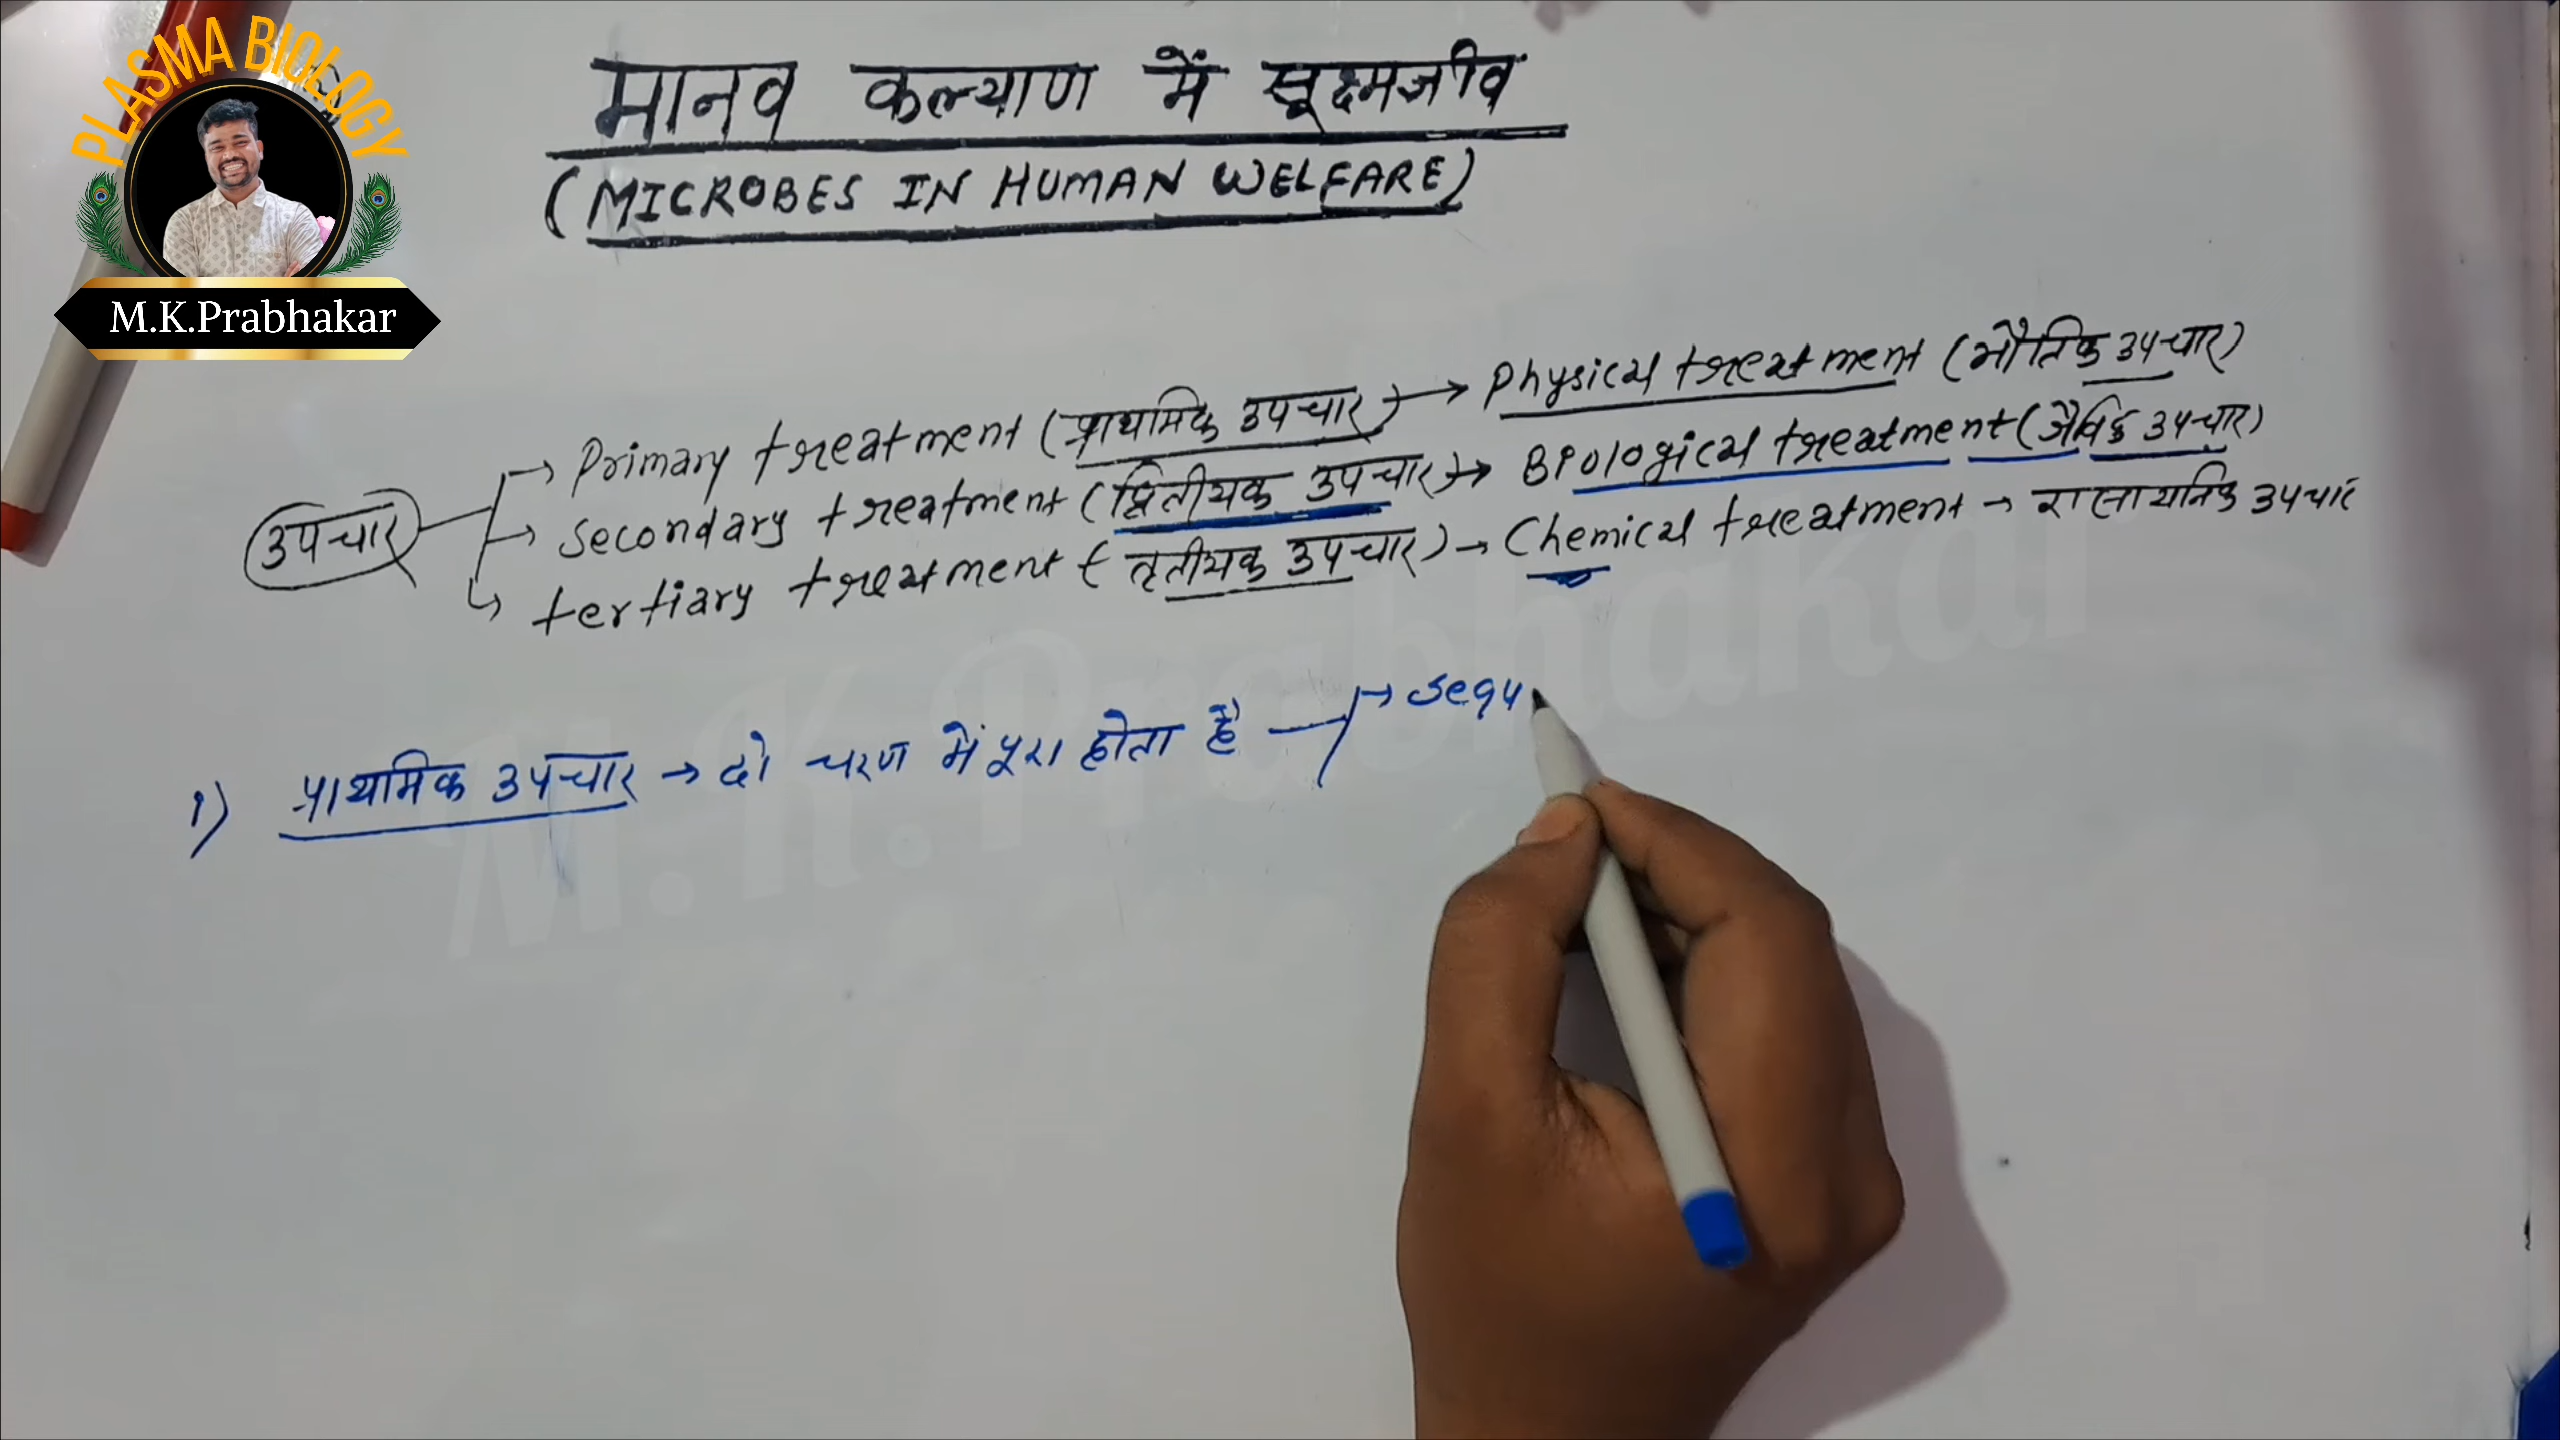 PLASMA BIOLOGY
M.K.Prabhakar
मानव कल्याण में सूक्ष्मजीव
(MICROBES IN HUMAN WELFARE)
उपचार
→ Primary treatment (प्राथमिक उपचार) → Physical treatment (भौतिक उपचार)
→ Secondary treatment (द्वितीयक उपचार) → Biological treatment (जैविक उपचार)
↳ tertiary treatment (तृतीयक उपचार) → Chemical treatment → रासायनिक उपचार
1) प्राथमिक उपचार → दो चरण में पूरा होता है → sequ
M.K.Prabhakar